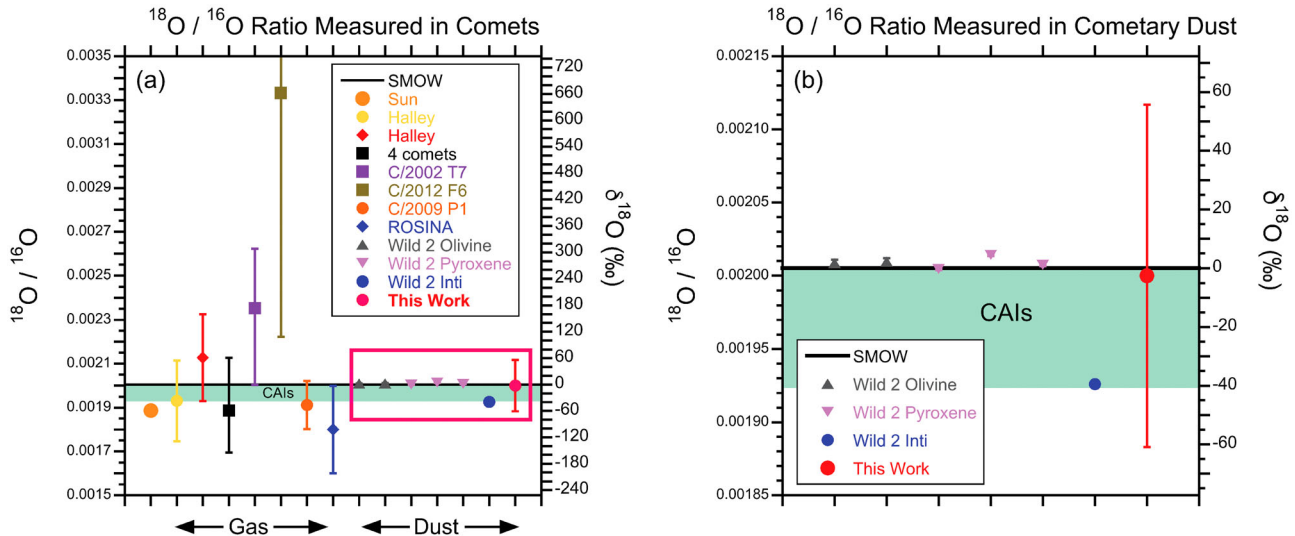 18O / 16O Ratio Measured in Comets
(a)
0.0035
0.0033
0.0031
0.0029
0.0027
0.0025
0.0023
0.0021
0.0019
0.0017
0.0015
18O / 16O
SMOW
Sun
Halley
Halley
4 comets
C/2002 T7
C/2012 F6
C/2009 P1
ROSINA
Wild 2 Olivine
Wild 2 Pyroxene
Wild 2 Inti
This Work
CAIs
720
660
600
540
480
420
360
300
240
180
120
60
0
-60
-100
-160
-200
-240
δ18O (‰)
Gas
Dust
18O / 16O Ratio Measured in Cometary Dust
(b)
0.00215
0.00210
0.00205
0.00200
0.00195
0.00190
0.00185
18O / 16O
CAIs
SMOW
Wild 2 Olivine
Wild 2 Pyroxene
Wild 2 Inti
This Work
60
40
20
0
-20
-40
-60
δ18O (‰)